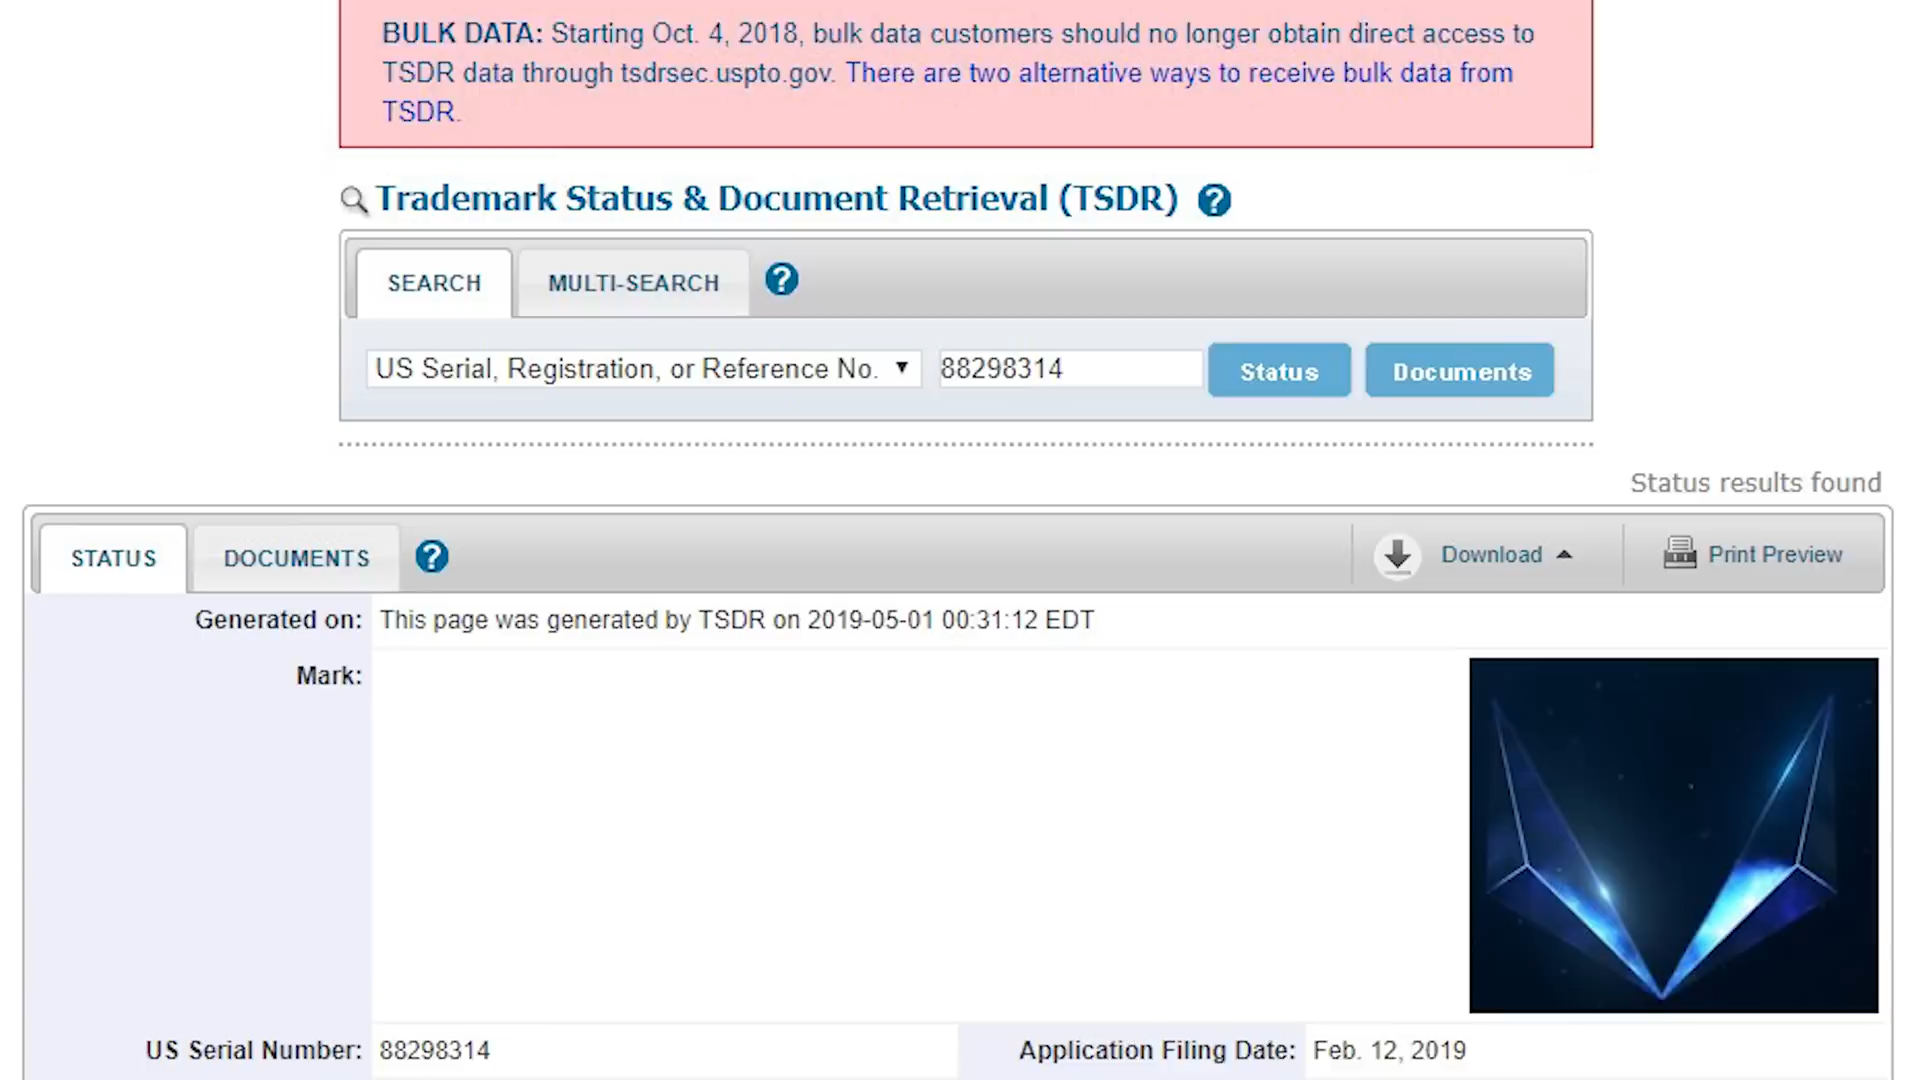 BULK DATA: Starting Oct. 4, 2018, bulk data customers should no longer obtain direct access to
TSDR data through tsdrsec.uspto.gov. There are two alternative ways to receive bulk data from
TSDR.
Trademark Status & Document Retrieval (TSDR) ?
SEARCH MULTI-SEARCH ?
US Serial, Registration, or Reference No. ▼ 88298314 Status Documents
Status results found
STATUS DOCUMENTS ? Download Print Preview
Generated on: This page was generated by TSDR on 2019-05-01 00:31:12 EDT
Mark:
US Serial Number: 88298314 Application Filing Date: Feb. 12, 2019